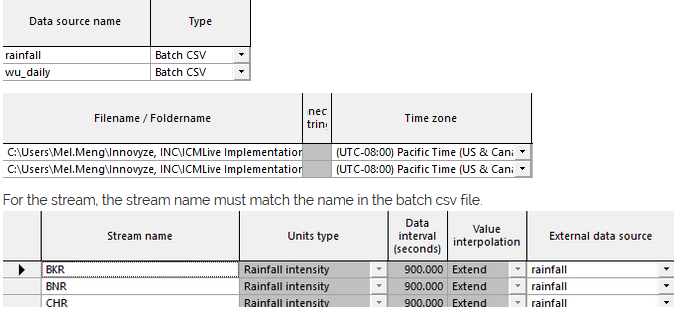 Data source name Type
rainfall Batch CSV
wu_daily Batch CSV
Filename / Foldername Time zone
C:\Users\Mel.Meng\Innovyze, INC\ICMLive Implementation (UTC-08:00) Pacific Time (US & Can
C:\Users\Mel.Meng\Innovyze, INC\ICMLive Implementation (UTC-08:00) Pacific Time (US & Can
For the stream, the stream name must match the name in the batch csv file.
Stream name Units type Data interval (seconds) Value interpolation External data source
BKR Rainfall intensity 900.000 Extend rainfall
BNR Rainfall intensity 900.000 Extend rainfall
CHR Rainfall intensity 900.000 Extend rainfall